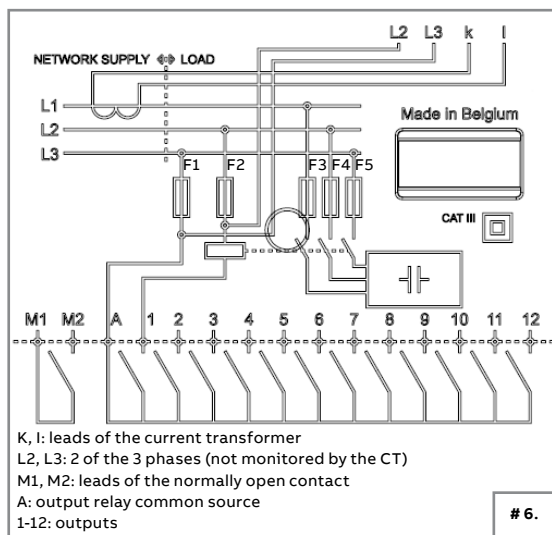 L2 L3 k l
NETWORK SUPPLY LOAD
L1
L2
L3
Made in Belgium
F1 F2 F3 F4 F5
CAT III
M1 M2 A 1 2 3 4 5 6 7 8 9 10 11 12
K, I: leads of the current transformer
L2, L3: 2 of the 3 phases (not monitored by the CT)
M1, M2: leads of the normally open contact
A: output relay common source
1-12: outputs
# 6.